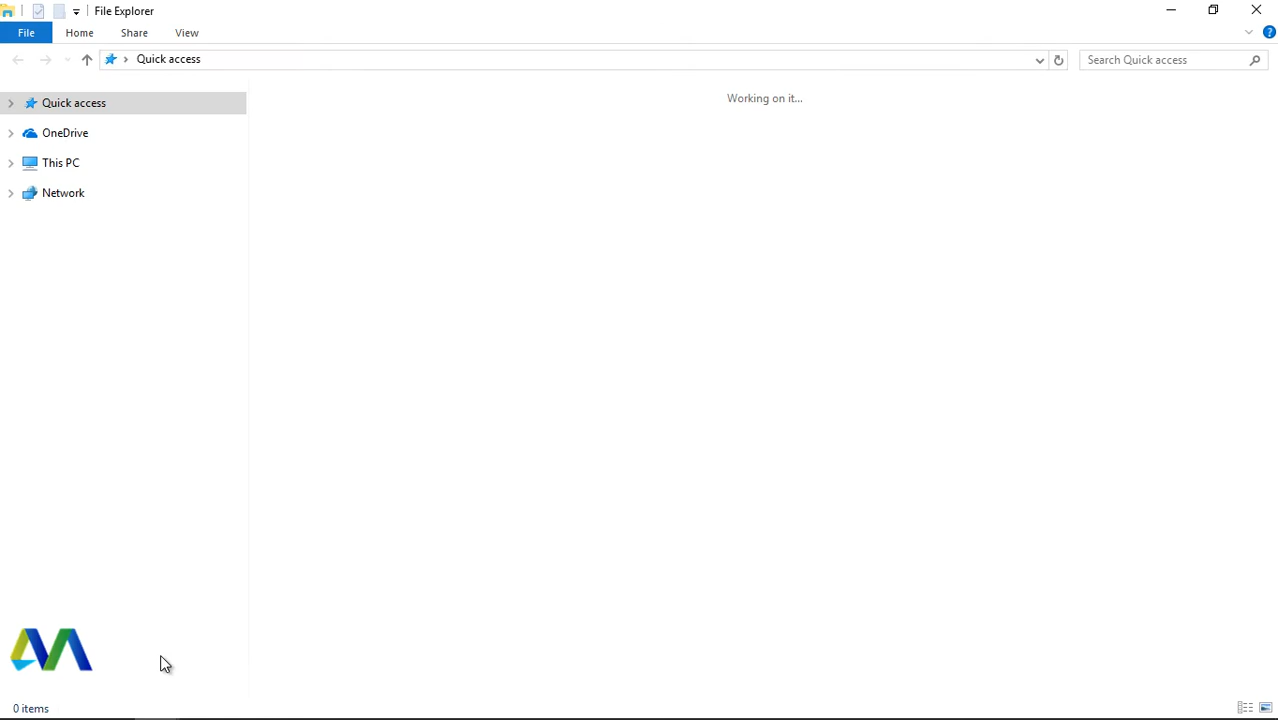 File Explorer
File Home Share View
Quick access
Search Quick access
Quick access
OneDrive
This PC
Network
Working on it...
0 items